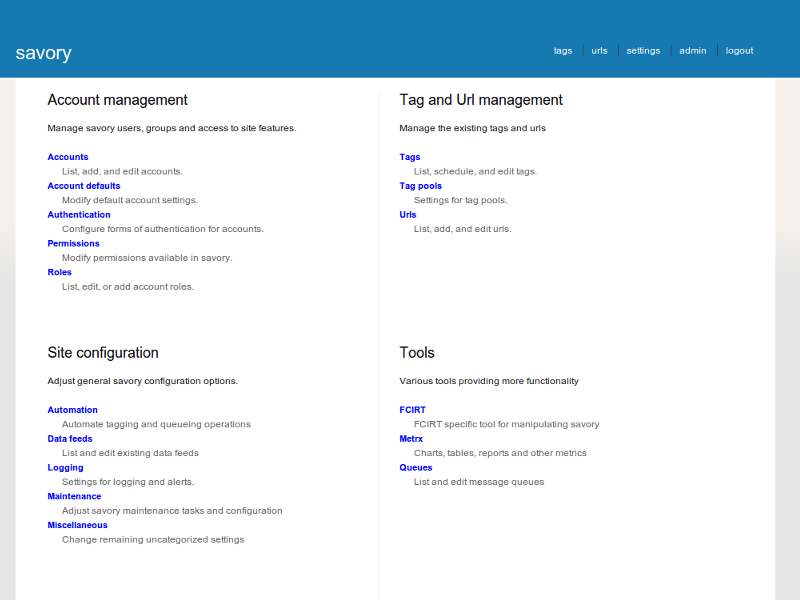 savory
tags
urls
settings
admin
logout
Account management
Manage savory users, groups and access to site features.
Accounts
List, add, and edit accounts.
Account defaults
Modify default account settings.
Authentication
Configure forms of authentication for accounts.
Permissions
Modify permissions available in savory.
Roles
List, edit, or add account roles.
Tag and Url management
Manage the existing tags and urls
Tags
List, schedule, and edit tags.
Tag pools
Settings for tag pools.
Urls
List, add, and edit urls.
Site configuration
Adjust general savory configuration options.
Automation
Automate tagging and queueing operations
Data feeds
List and edit existing data feeds
Logging
Settings for logging and alerts.
Maintenance
Adjust savory maintenance tasks and configuration
Miscellaneous
Change remaining uncategorized settings
Tools
Various tools providing more functionality
FCIRT
FCIRT specific tool for manipulating savory
Metrx
Charts, tables, reports and other metrics
Queues
List and edit message queues